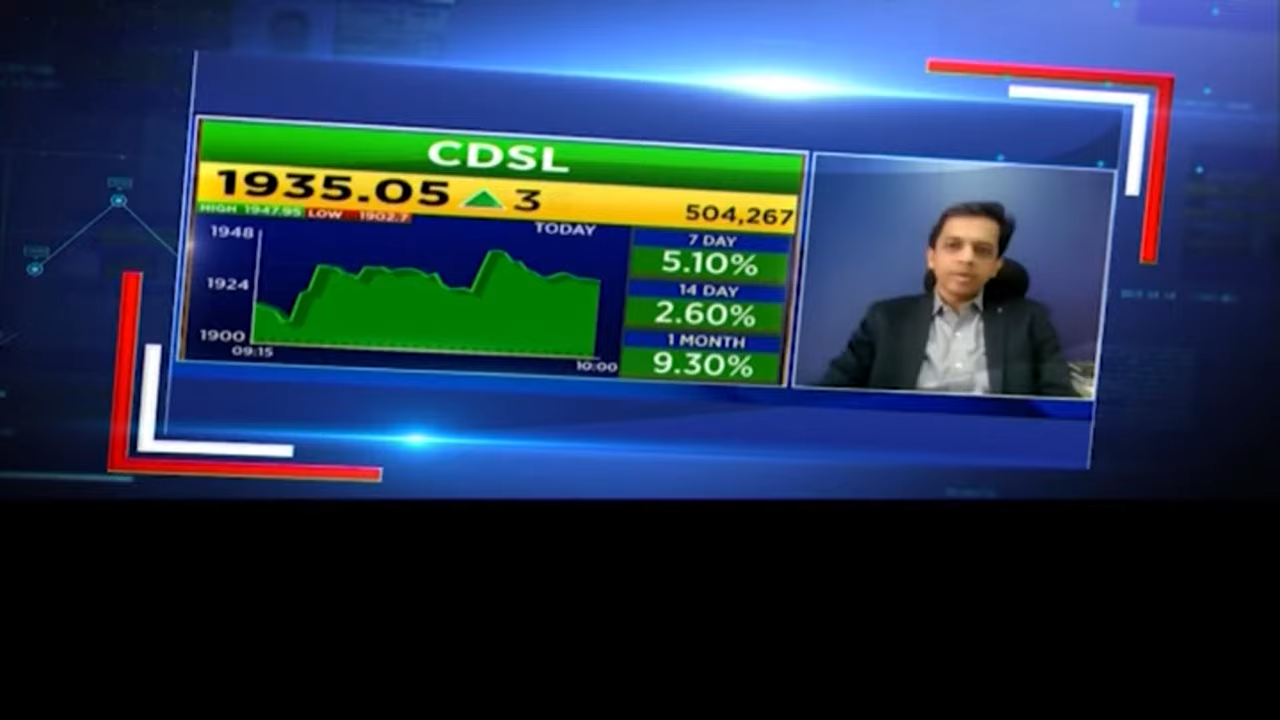 CDSL
1935.05 ▲ 3 504,267
HIGH 1947.95 LOW 1902.7
TODAY
1948
1924
1900
09:15 10:00
7 DAY
5.10%
14 DAY
2.60%
1 MONTH
9.30%